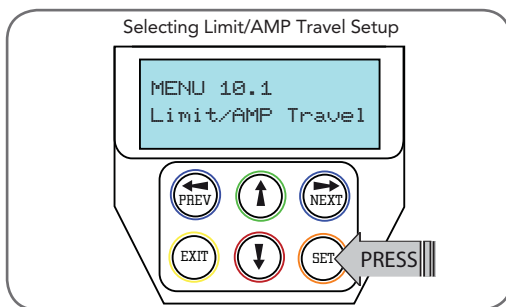 Selecting Limit/AMP Travel Setup
MENU 10.1
Limit/AMP Travel
PREV
NEXT
EXIT
SET
PRESS